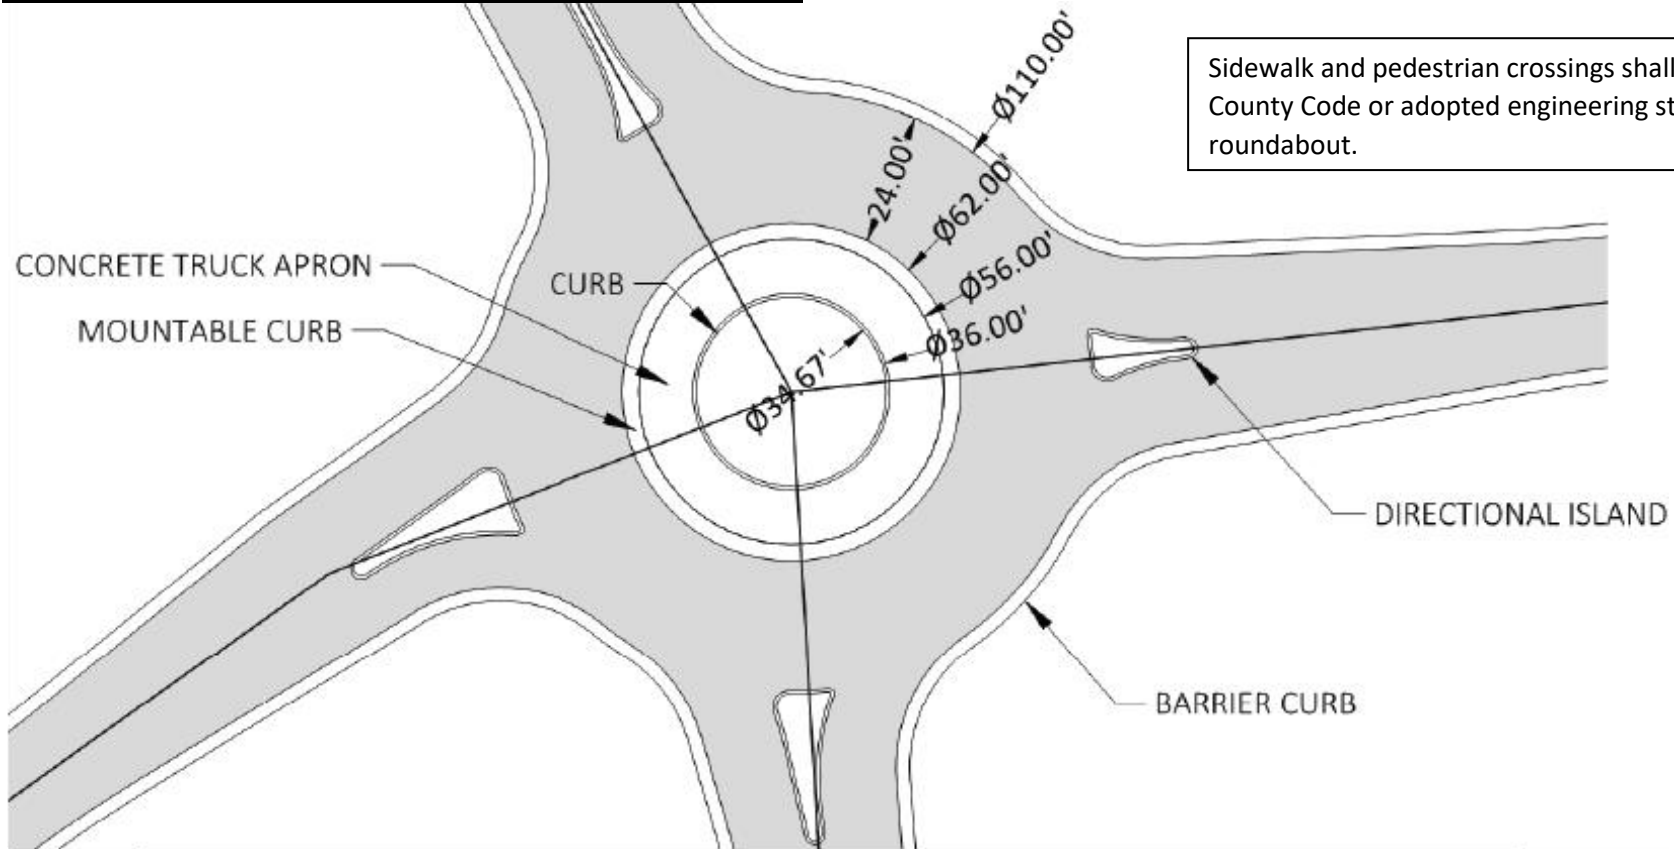 Ø110.00'
Sidewalk and pedestrian crossings shall
County Code or adopted engineering st
roundabout.
24.00'
Ø62.00'
CONCRETE TRUCK APRON
CURB
Ø56.00'
MOUNTABLE CURB
Ø36.00'
Ø34.67'
DIRECTIONAL ISLAND
BARRIER CURB